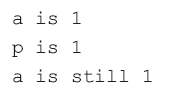 a is 1
p is 1
a is still 1